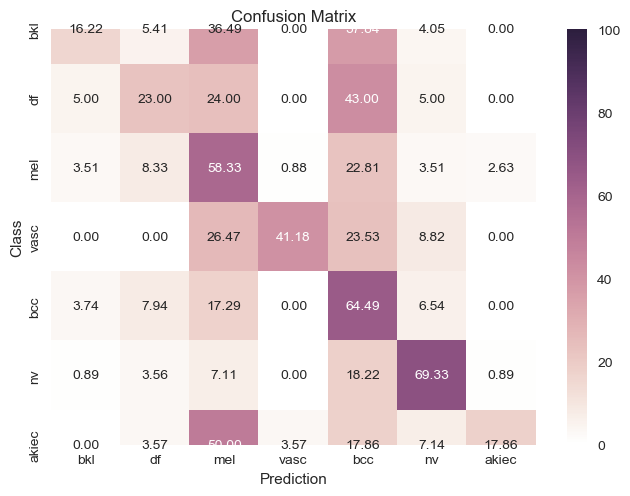 Confusion Matrix
bkl 16.22 5.41 36.49 0.00 37.84 4.05 0.00
df 5.00 23.00 24.00 0.00 43.00 5.00 0.00
mel 3.51 8.33 58.33 0.88 22.81 3.51 2.63
vasc 0.00 0.00 26.47 41.18 23.53 8.82 0.00
bcc 3.74 7.94 17.29 0.00 64.49 6.54 0.00
nv 0.89 3.56 7.11 0.00 18.22 69.33 0.89
akiec 0.00 3.57 50.00 3.57 17.86 7.14 17.86
bkl df mel vasc bcc nv akiec
Prediction
Class
100
80
60
40
20
0